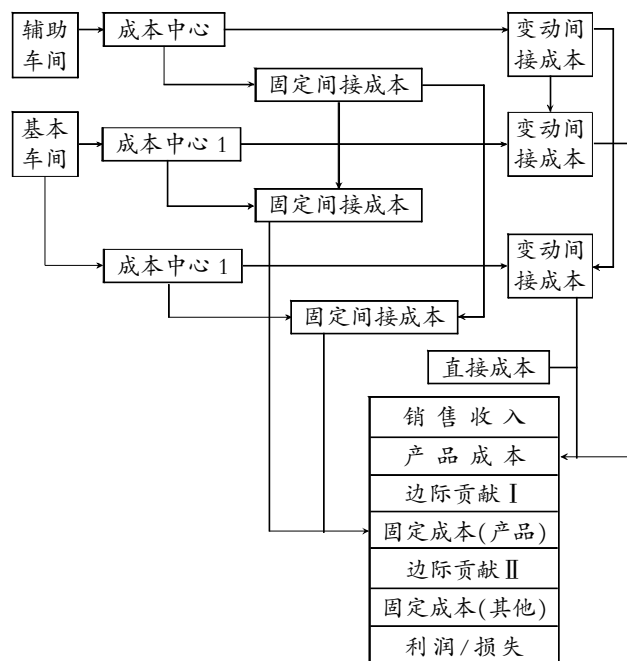 辅助
车间
成本中心
变动间
接成本
固定间接成本
基本
车间
成本中心 1
变动间
接成本
固定间接成本
成本中心 1
变动间
接成本
固定间接成本
直接成本
销售收入
产品成本
边际贡献Ⅰ
固定成本(产品)
边际贡献Ⅱ
固定成本(其他)
利润/损失